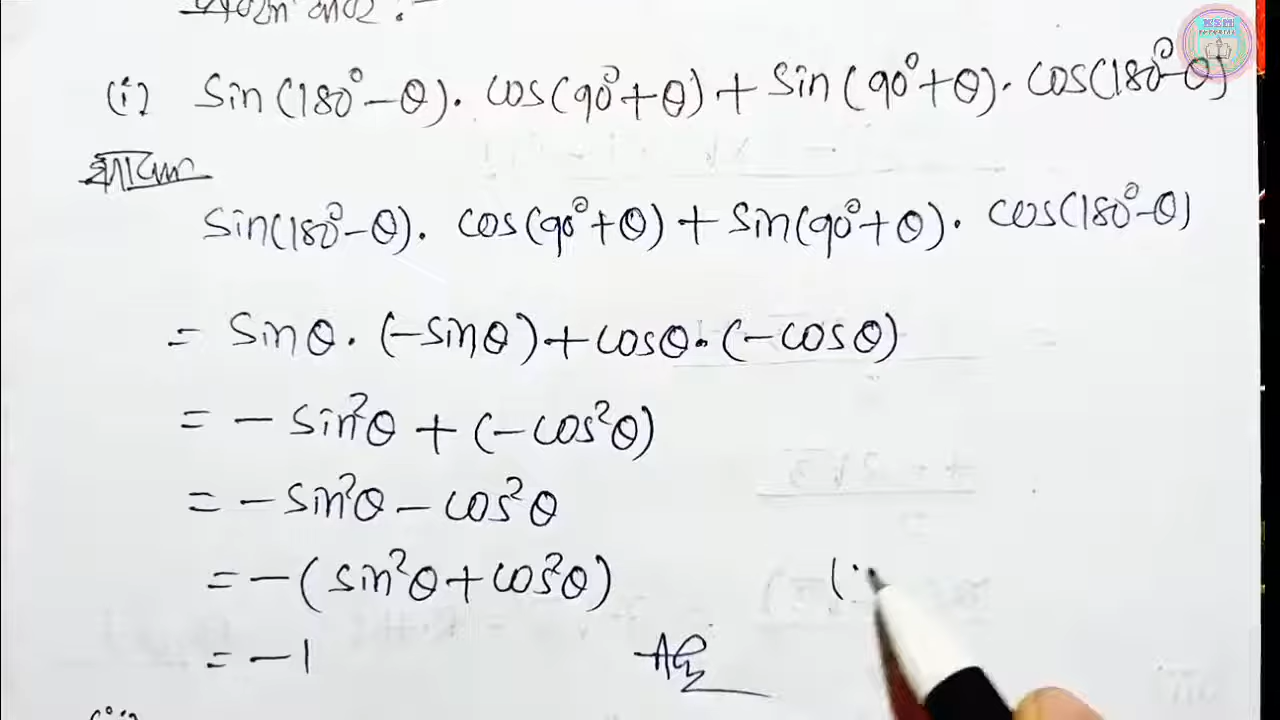 (i) Sin(180°-θ). cos(90°+θ)+Sin(90°+θ). cos(180°-θ)
Sin(180°-θ). cos(90°+θ)+Sin(90°+θ). cos(180°-θ)
= Sinθ. (-sinθ)+cosθ.(-cosθ)
= - Sin²θ + (-cos²θ)
= - Sin²θ - cos²θ
= -(sin²θ+cos²θ)
= -1
KSM